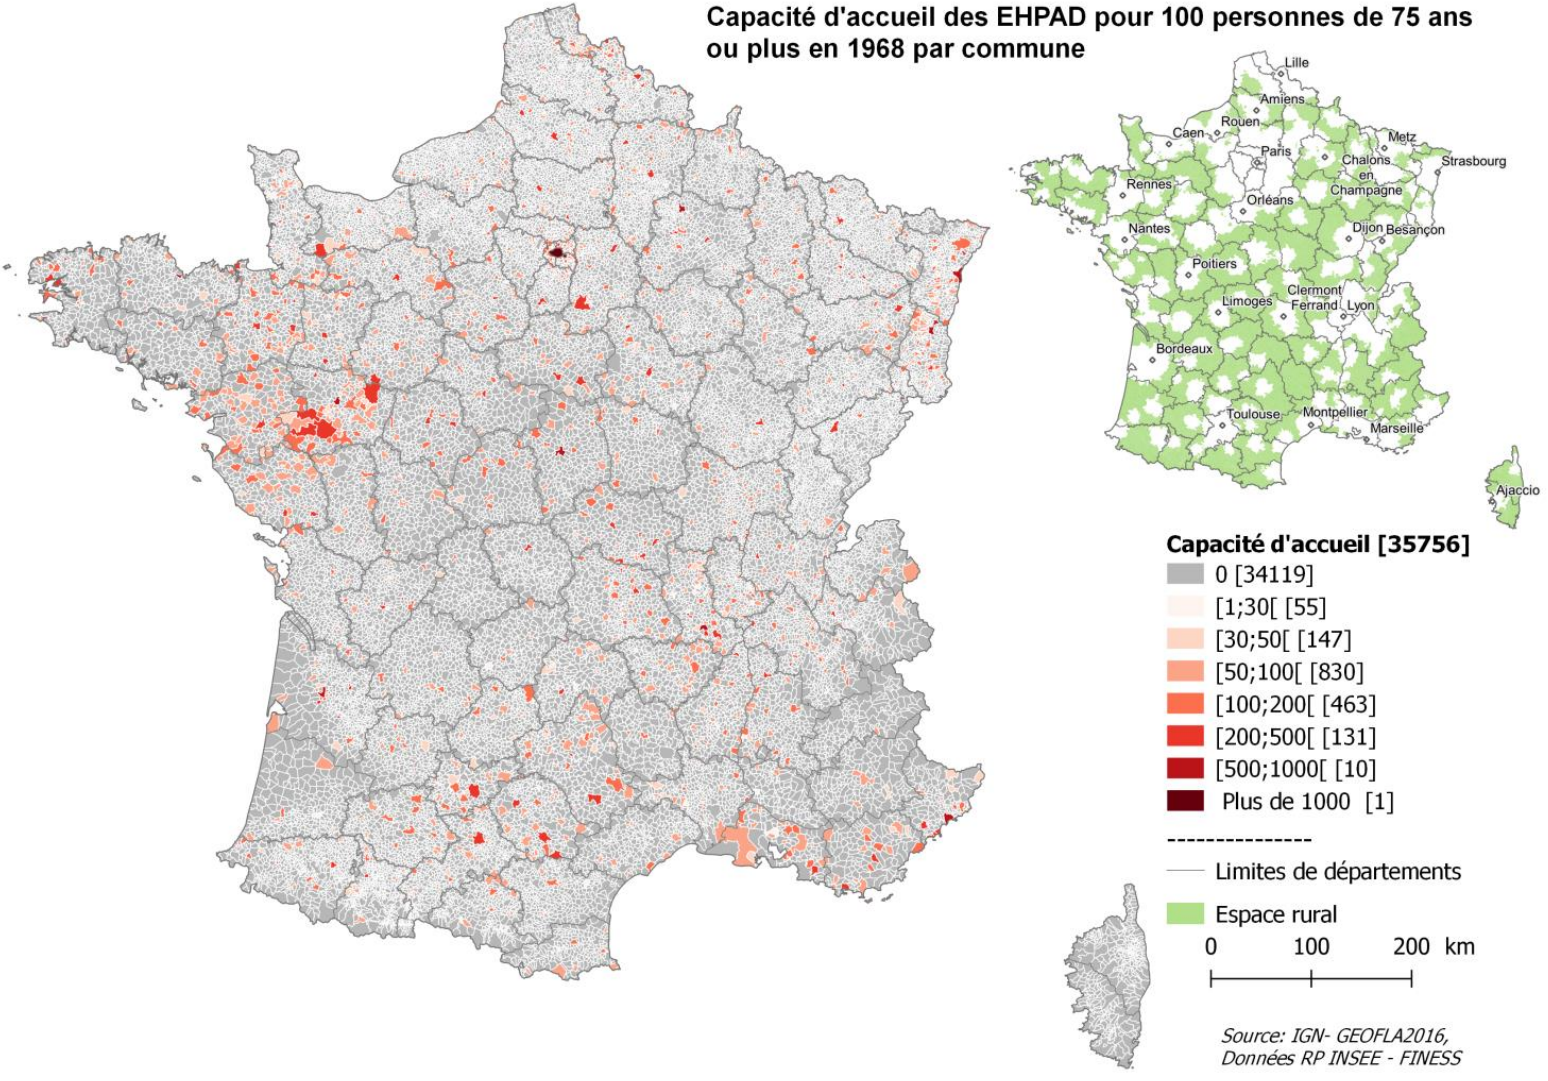 Capacité d'accueil des EHPAD pour 100 personnes de 75 ans
ou plus en 1968 par commune
Lille
Amiens
Rouen
Caen
Paris
Metz
Chalons
en
Champagne
Strasbourg
Rennes
Orléans
Nantes
Dijon
Besançon
Poitiers
Limoges
Clermont
Ferrand
Lyon
Bordeaux
Toulouse
Montpellier
Marseille
Ajaccio
Capacité d'accueil [35756]
0 [34119]
[1;30[ [55]
[30;50[ [147]
[50;100[ [830]
[100;200[ [463]
[200;500[ [131]
[500;1000[ [10]
Plus de 1000 [1]
---------------
Limites de départements
Espace rural
0 100 200 km
Source: IGN- GEOFLA2016,
Données RP INSEE - FINESS